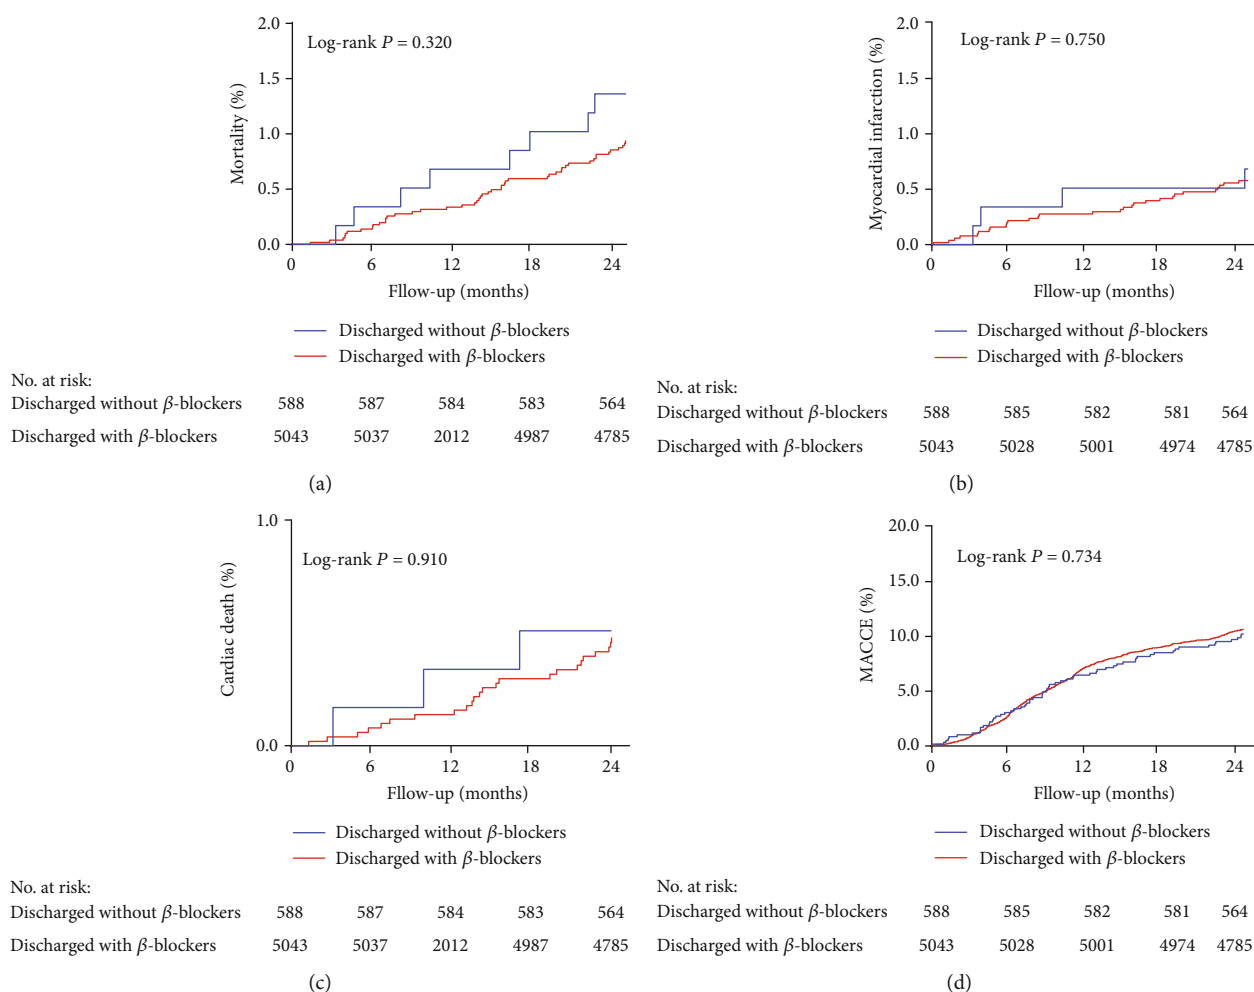 2.0
Log-rank P = 0.320
1.5
1.0
0.5
0.0
Mortality (%)
0 6 12 18 24
Fllow-up (months)
Discharged without β-blockers
Discharged with β-blockers
No. at risk:
Discharged without β-blockers 588 587 584 583 564
Discharged with β-blockers 5043 5037 2012 4987 4785
(a)
2.0
Log-rank P = 0.750
1.5
1.0
0.5
0.0
Myocardial infarction (%)
0 6 12 18 24
Fllow-up (months)
Discharged without β-blockers
Discharged with β-blockers
No. at risk:
Discharged without β-blockers 588 585 582 581 564
Discharged with β-blockers 5043 5028 5001 4974 4785
(b)
1.0
Log-rank P = 0.910
0.0
Cardiac death (%)
0 6 12 18 24
Fllow-up (months)
Discharged without β-blockers
Discharged with β-blockers
No. at risk:
Discharged without β-blockers 588 587 584 583 564
Discharged with β-blockers 5043 5037 2012 4987 4785
(c)
20.0
Log-rank P = 0.734
15.0
10.0
5.0
0.0
MACCE (%)
0 6 12 18 24
Fllow-up (months)
Discharged without β-blockers
Discharged with β-blockers
No. at risk:
Discharged without β-blockers 588 585 582 581 564
Discharged with β-blockers 5043 5028 5001 4974 4785
(d)